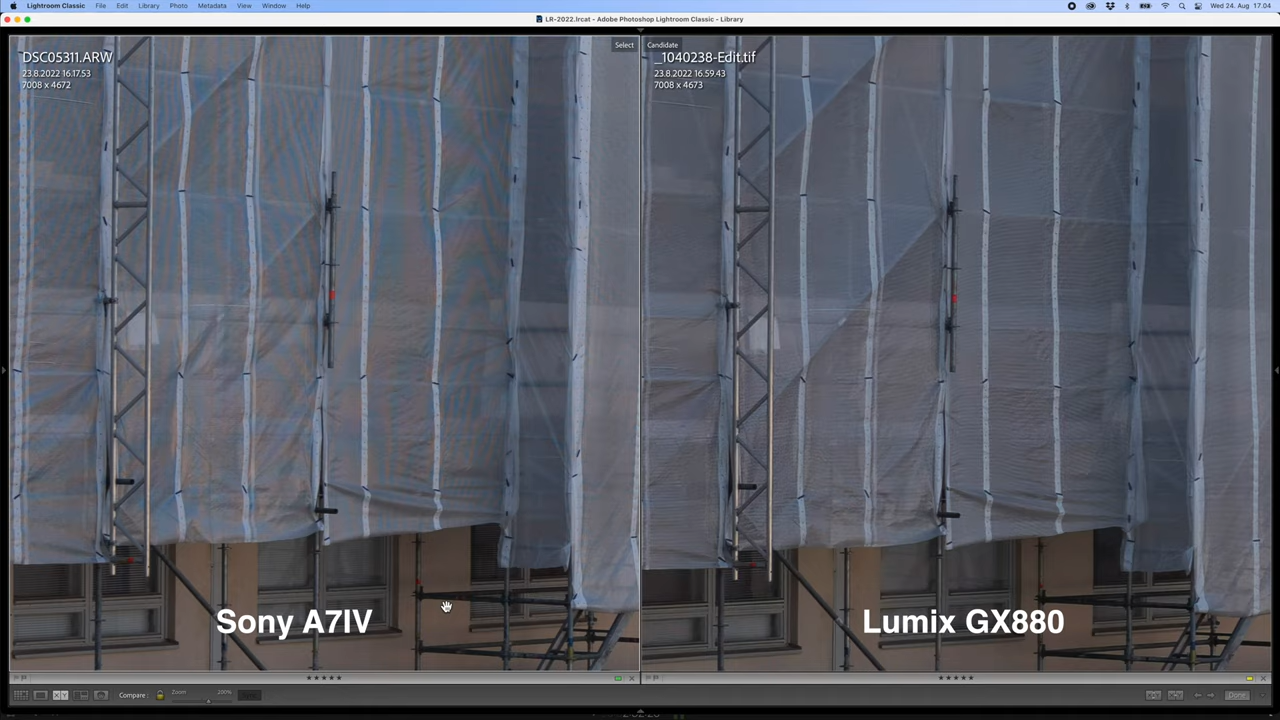 Lightroom Classic File Edit Library Photo Metadata View Window Help Wed 24. Aug 17.04
LR-2022.lrcat - Adobe Photoshop Lightroom Classic - Library
DSC05311.ARW
23.8.2022 16.17.53
7008 x 4672
Select
Candidate
_1040238-Edit.tif
23.8.2022 16.59.43
7008 x 4673
Sony A7IV
Lumix GX880
XY
Compare :
Zoom
200%
Done